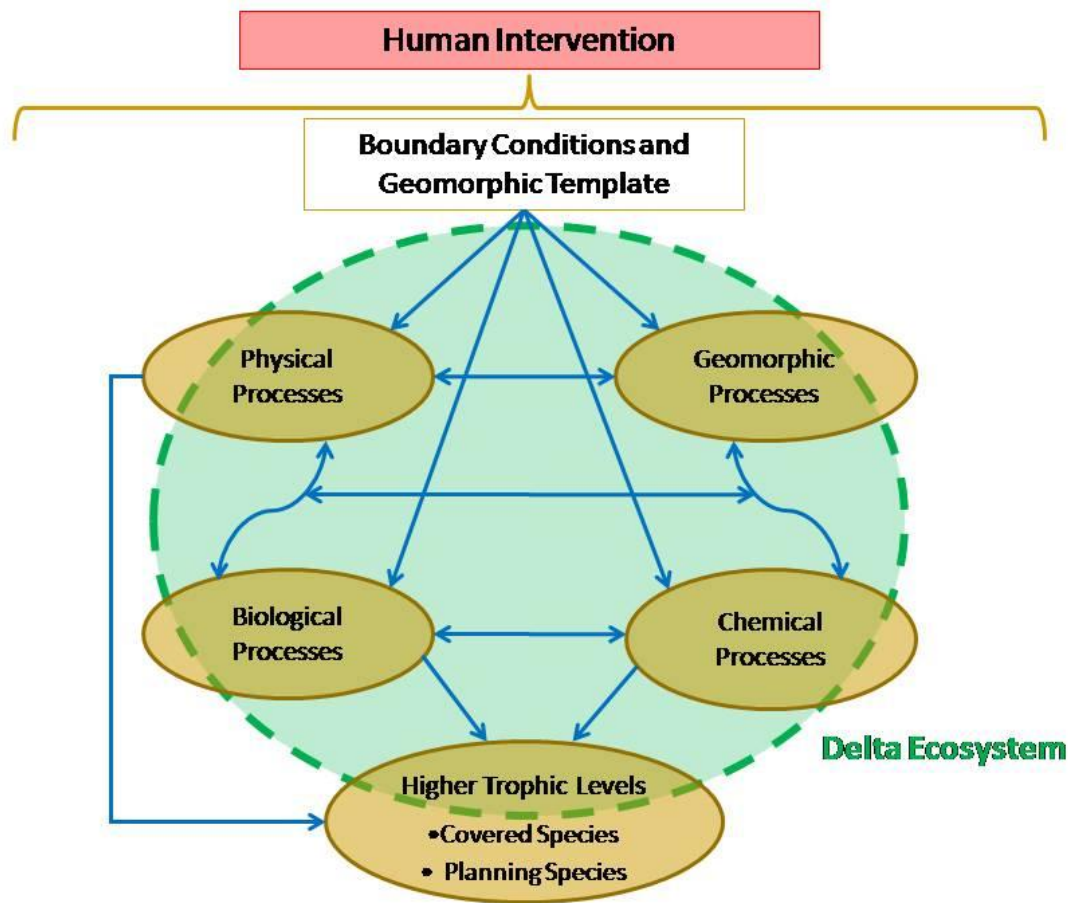 Human Intervention
Boundary Conditions and
Geomorphic Template
Physical
Processes
Geomorphic
Processes
Biological
Processes
Chemical
Processes
Delta Ecosystem
Higher Trophic Levels
•Covered Species
• Planning Species